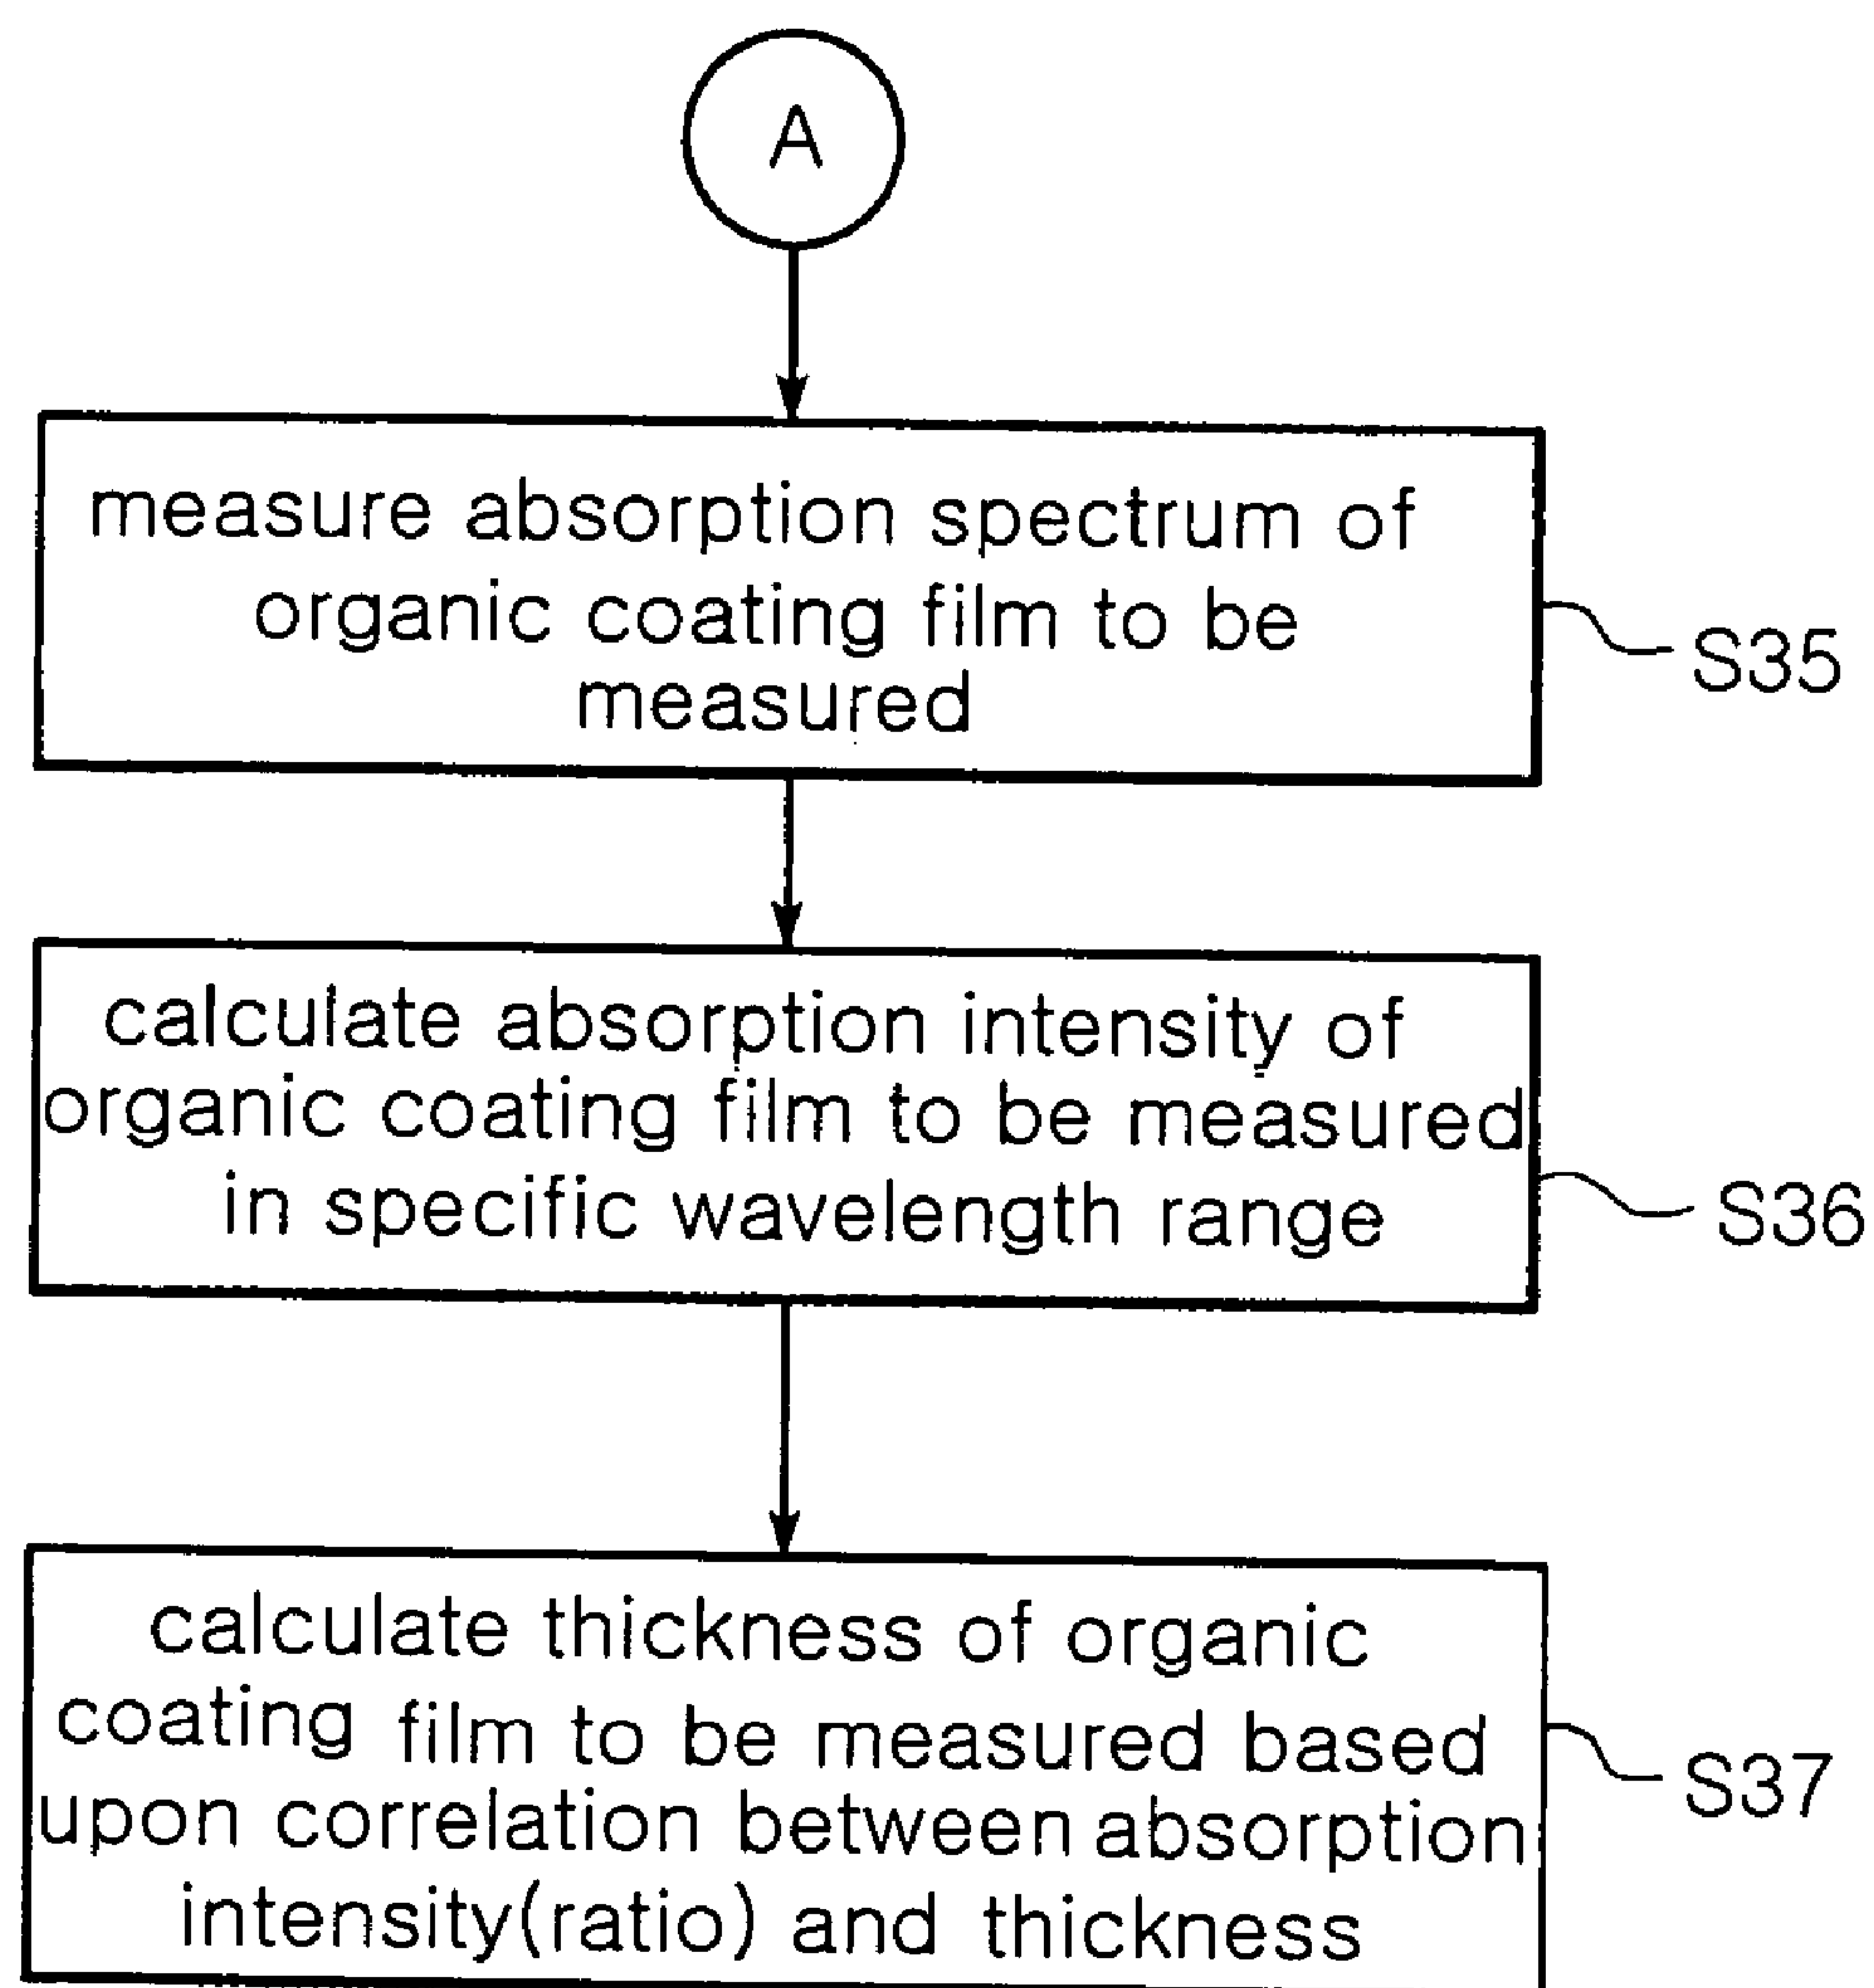 A
measure absorption spectrum of
organic coating film to be
measured
S35
calculate absorption intensity of
organic coating film to be measured
in specific wavelength range
S36
calculate thickness of organic
coating film to be measured based
upon correlation between absorption
intensity(ratio) and thickness
S37